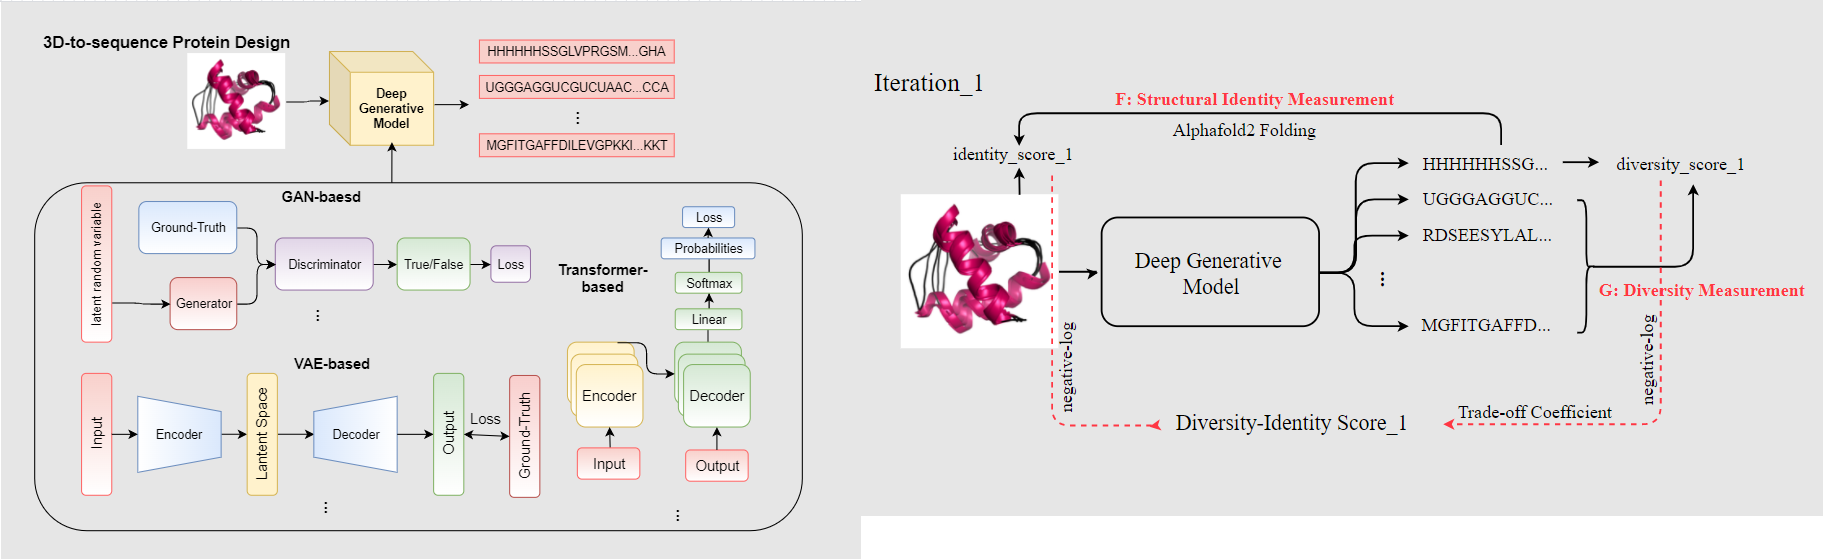 3D-to-sequence Protein Design
Deep
Generative
Model
HHHHHHSSGLVPRGSM...GHA
UGGGAGGUCGUCUAAC...CCA
...
MGFITGAFFDILEVGPKKI...KKT
GAN-baesd
latent random variable
Ground-Truth
Generator
Discriminator
True/False
Loss
...
VAE-based
Input
Encoder
Lantent Space
Decoder
Output
Loss
Ground-Truth
...
Transformer-
based
Loss
Probabilities
Softmax
Linear
Encoder
Decoder
Input
Output
...
Iteration_1
F: Structural Identity Measurement
Alphafold2 Folding
identity_score_1
Deep Generative
Model
HHHHHHSSG...
UGGGAGGUC...
RDSEESYLAL...
...
MGFITGAFFD...
diversity_score_1
G: Diversity Measurement
negative-log
negative-log
Trade-off Coefficient
Diversity-Identity Score_1